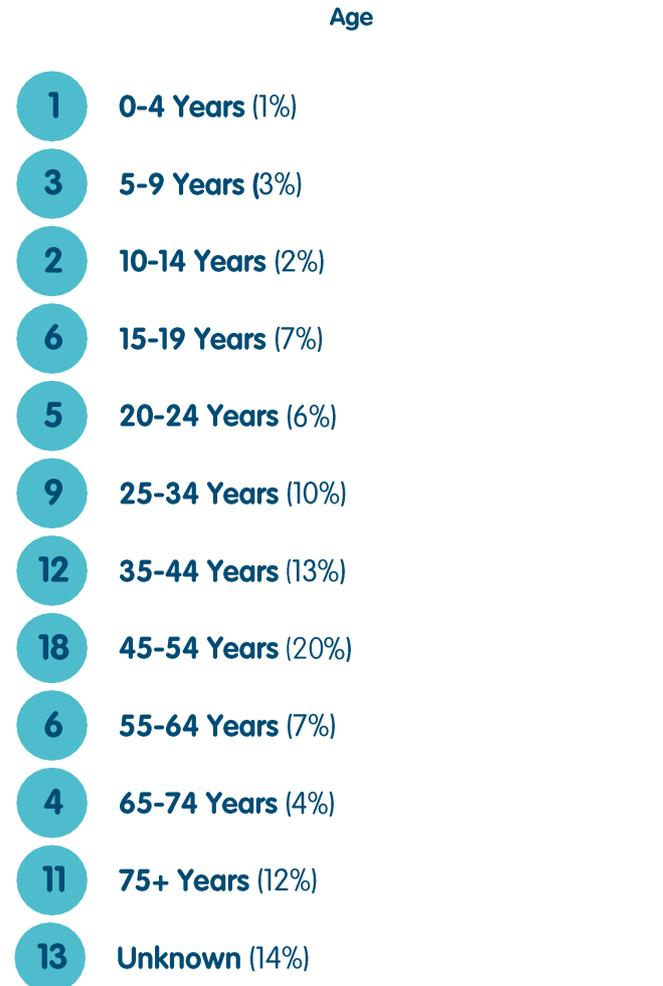 Age
1 0-4 Years (1%)
3 5-9 Years (3%)
2 10-14 Years (2%)
6 15-19 Years (7%)
5 20-24 Years (6%)
9 25-34 Years (10%)
12 35-44 Years (13%)
18 45-54 Years (20%)
6 55-64 Years (7%)
4 65-74 Years (4%)
11 75+ Years (12%)
13 Unknown (14%)